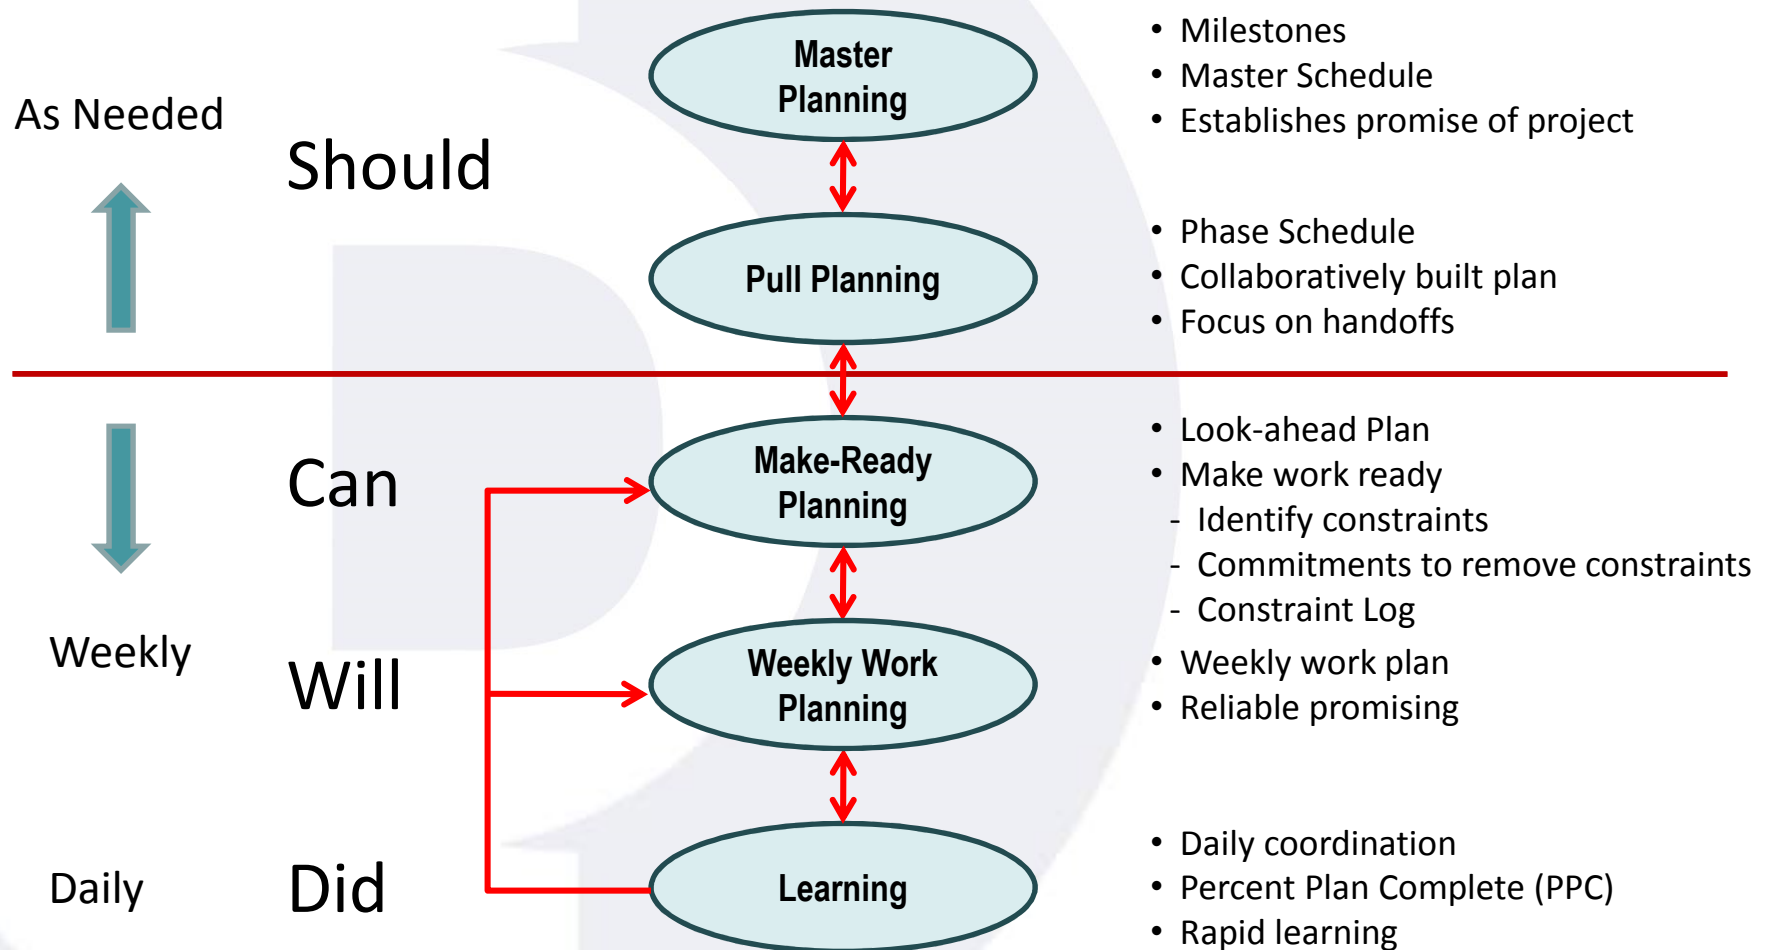 As Needed
Should
Master
Planning
• Milestones
• Master Schedule
• Establishes promise of project
Pull Planning
• Phase Schedule
• Collaboratively built plan
• Focus on handoffs
Can
Make-Ready
Planning
• Look-ahead Plan
• Make work ready
- Identify constraints
- Commitments to remove constraints
- Constraint Log
Weekly
Will
Weekly Work
Planning
• Weekly work plan
• Reliable promising
Daily
Did
Learning
• Daily coordination
• Percent Plan Complete (PPC)
• Rapid learning